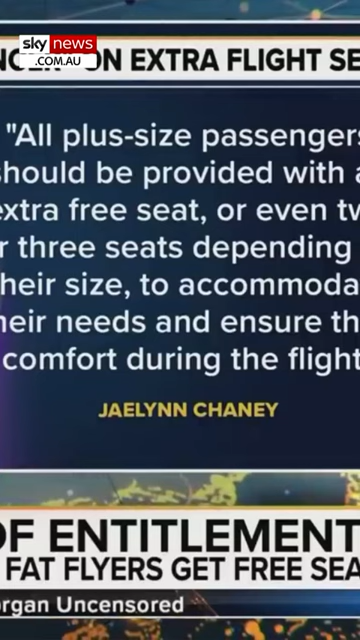 sky news
.COM.AU
ON EXTRA FLIGHT SE
"All plus-size passengers
should be provided with a
extra free seat, or even tw
r three seats depending
heir size, to accommoda
heir needs and ensure th
comfort during the flight
JAELYNN CHANEY
OF ENTITLEMENT
FAT FLYERS GET FREE SEA
organ Uncensored